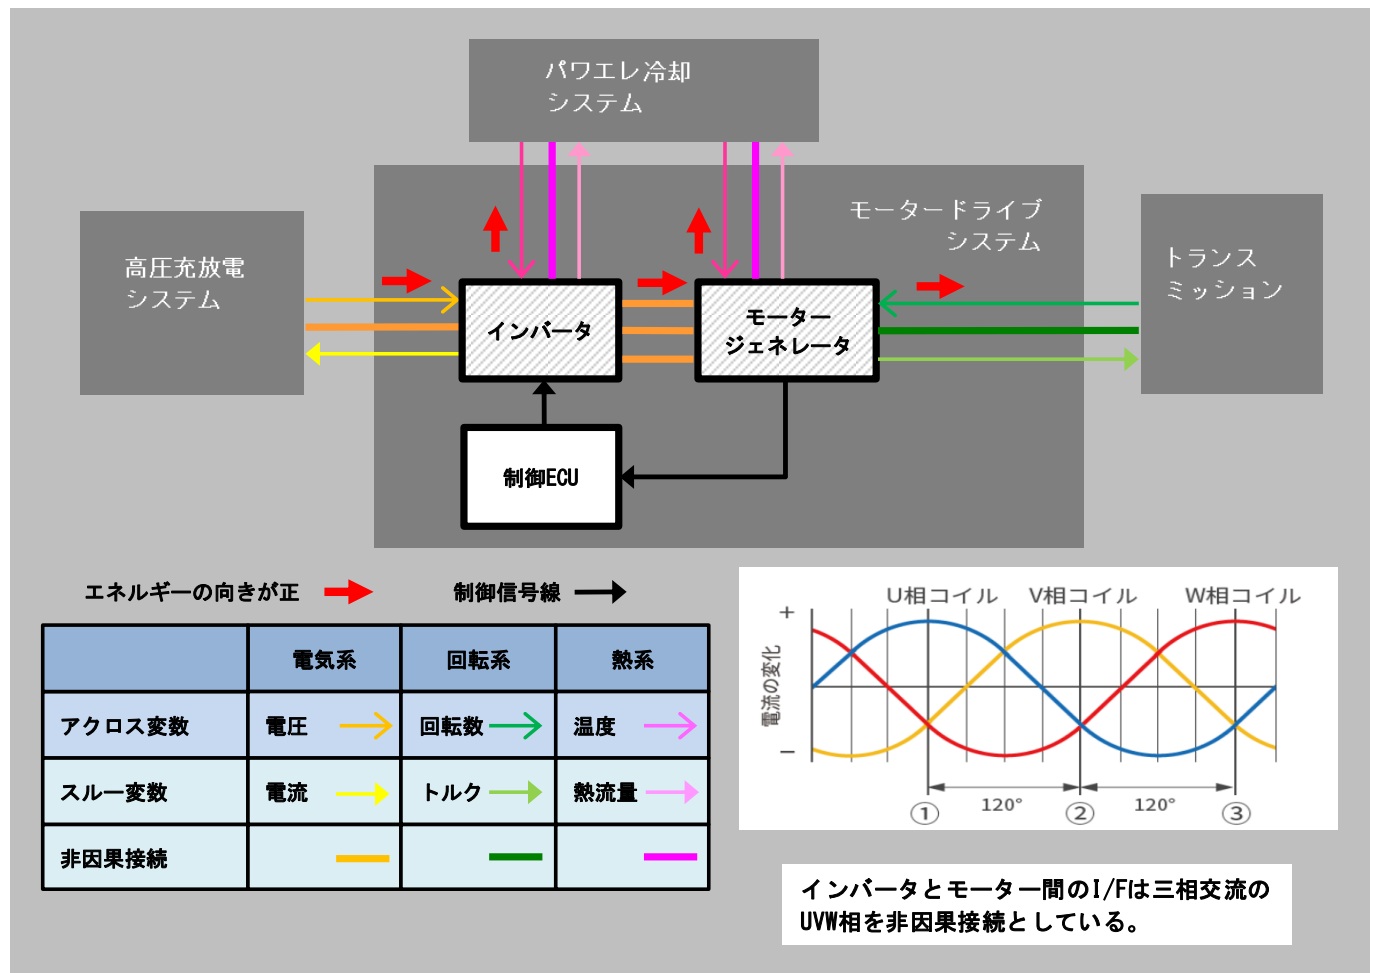 パワエレ冷却
システム
モータードライブ
システム
高圧充放電
システム
トランス
ミッション
インバータ
モーター
ジェネレータ
制御ECU
エネルギーの向きが正
制御信号線
電気系 回転系 熱系
アクロス変数 電圧 回転数 温度
スルー変数 電流 トルク 熱流量
非因果接続
U相コイル V相コイル W相コイル
+
電流の変化
−
120° 120°
① ② ③
インバータとモーター間のI/Fは三相交流の
UVW相を非因果接続としている。